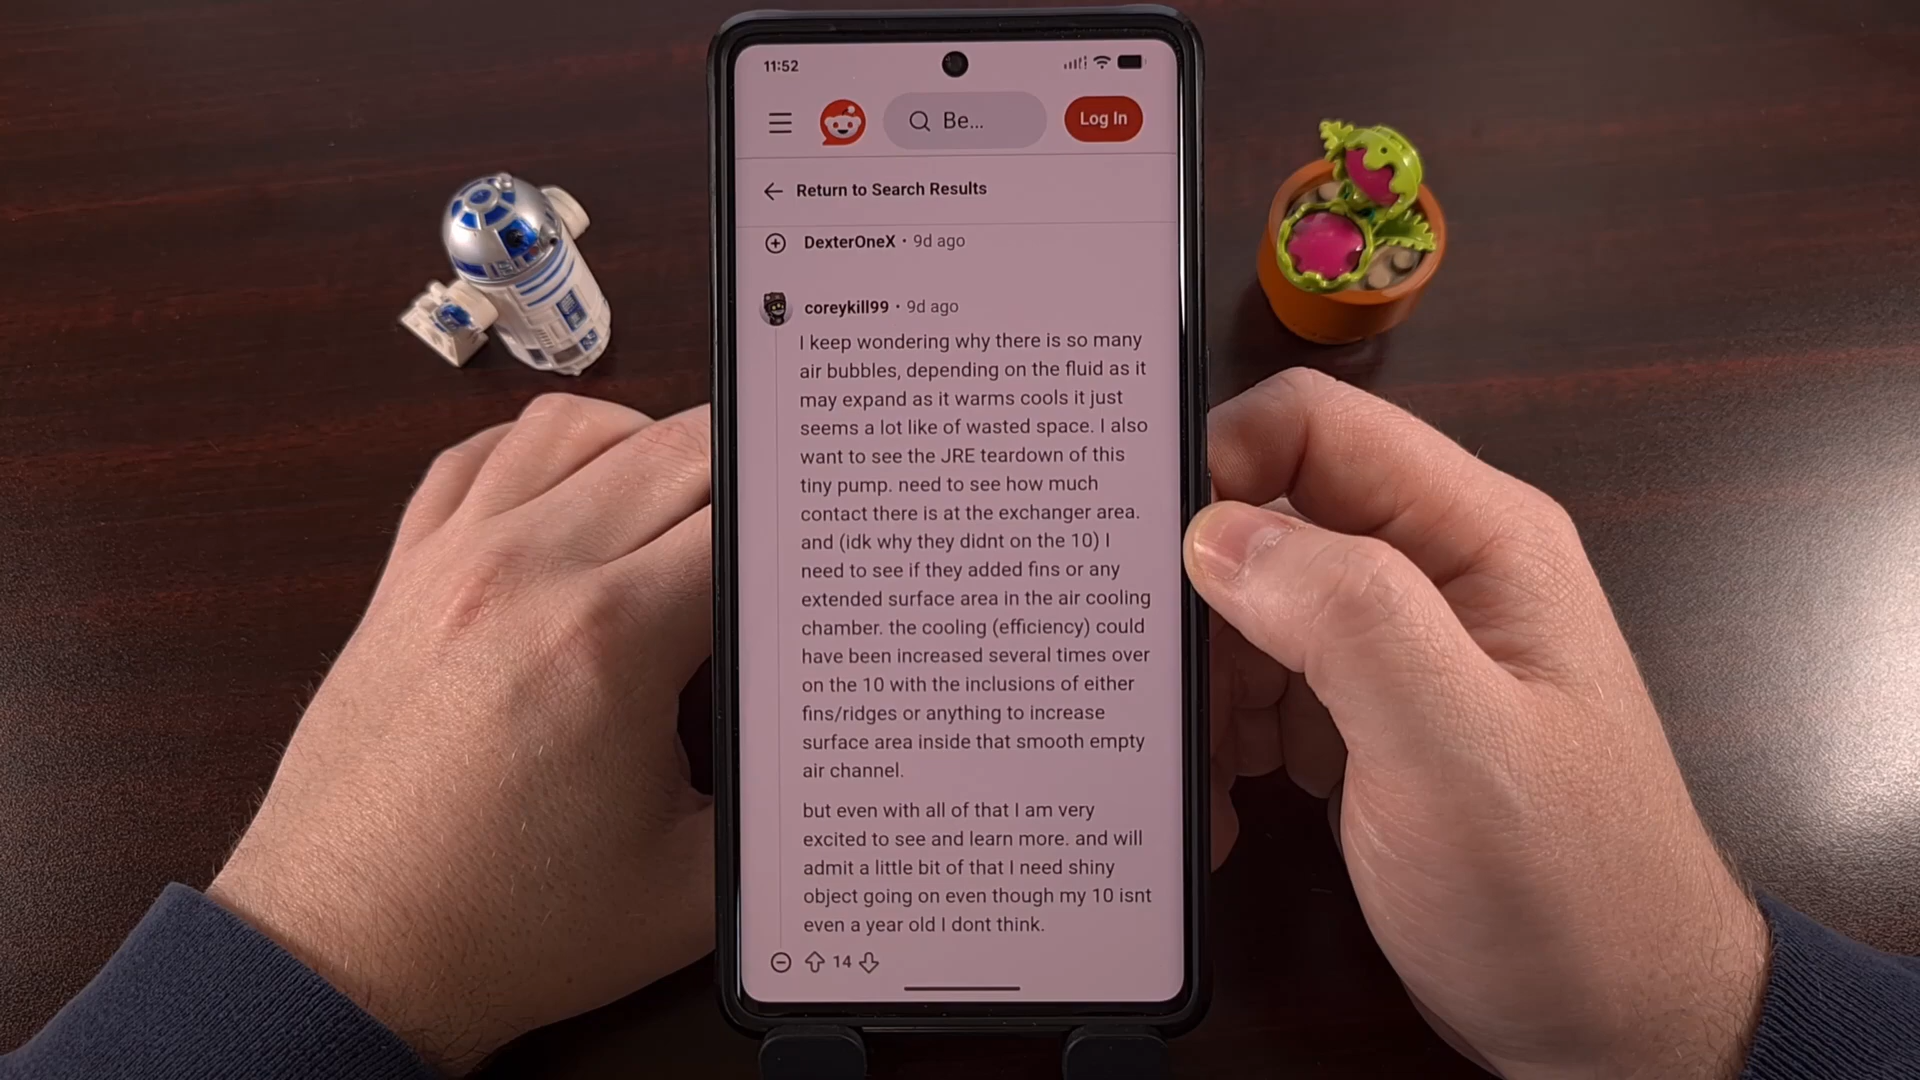 11:52
Be...
Log In
Return to Search Results
DexterOneX • 9d ago
coreykill99 • 9d ago
I keep wondering why there is so many
air bubbles, depending on the fluid as it
may expand as it warms cools it just
seems a lot like of wasted space. I also
want to see the JRE teardown of this
tiny pump. need to see how much
contact there is at the exchanger area.
and (idk why they didnt on the 10) I
need to see if they added fins or any
extended surface area in the air cooling
chamber. the cooling (efficiency) could
have been increased several times over
on the 10 with the inclusions of either
fins/ridges or anything to increase
surface area inside that smooth empty
air channel.
but even with all of that I am very
excited to see and learn more. and will
admit a little bit of that I need shiny
object going on even though my 10 isnt
even a year old I dont think.
14